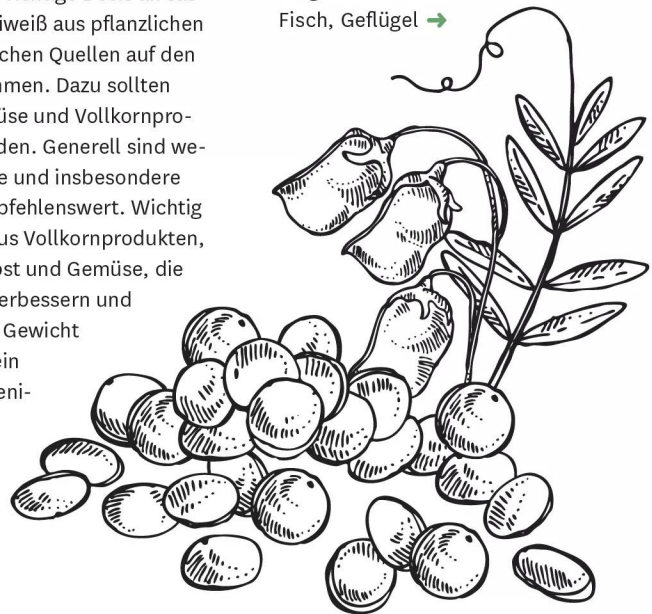 iweiß aus pflanzlichen
chen Quellen auf den
men. Dazu sollten
üse und Vollkornpro-
den. Generell sind we-
e und insbesondere
pfehlenswert. Wichtig
us Vollkornprodukten,
ost und Gemüse, die
erbessern und
Gewicht
ein
eni-
Fisch, Geflügel →